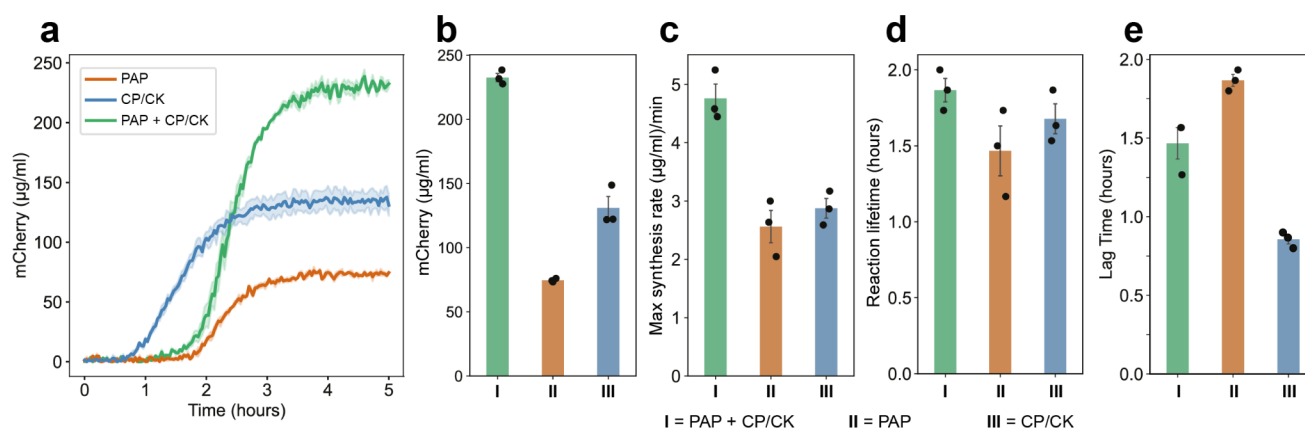 a
mCherry (µg/ml)
250
200
150
100
50
0
PAP
CP/CK
PAP + CP/CK
0 1 2 3 4 5
Time (hours)
b
mCherry (µg/ml)
250
200
150
100
50
0
I II III
c
Max synthesis rate (µg/ml)/min
5
4
3
2
1
0
I II III
d
Reaction lifetime (hours)
2.0
1.5
1.0
0.5
0.0
I II III
e
Lag Time (hours)
2.0
1.5
1.0
0.5
0.0
I II III
I = PAP + CP/CK II = PAP III = CP/CK